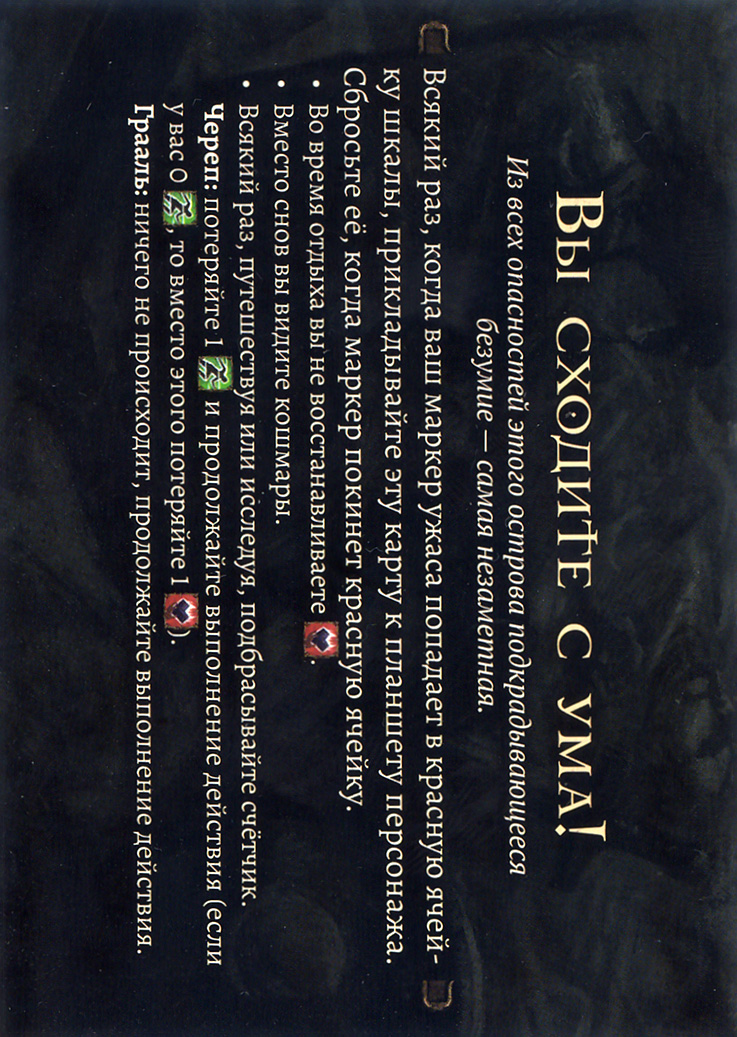 Вы сходите с ума!
Из всех опасностей этого острова подкрадывающееся
безумие — самая незаметная.
Всякий раз, когда ваш маркер ужаса попадает в красную ячей-
ку шкалы, прикладывайте эту карту к планшету персонажа.
Сбросьте её, когда маркер покинет красную ячейку.
• Во время отдыха вы не восстанавливаете .
• Вместо снов вы видите кошмары.
• Всякий раз, путешествуя или исследуя, подбрасывайте счётчик.
Череп: потеряйте 1 и продолжайте выполнение действия (если
у вас 0 , то вместо этого потеряйте 1 ).
Грааль: ничего не происходит, продолжайте выполнение действия.